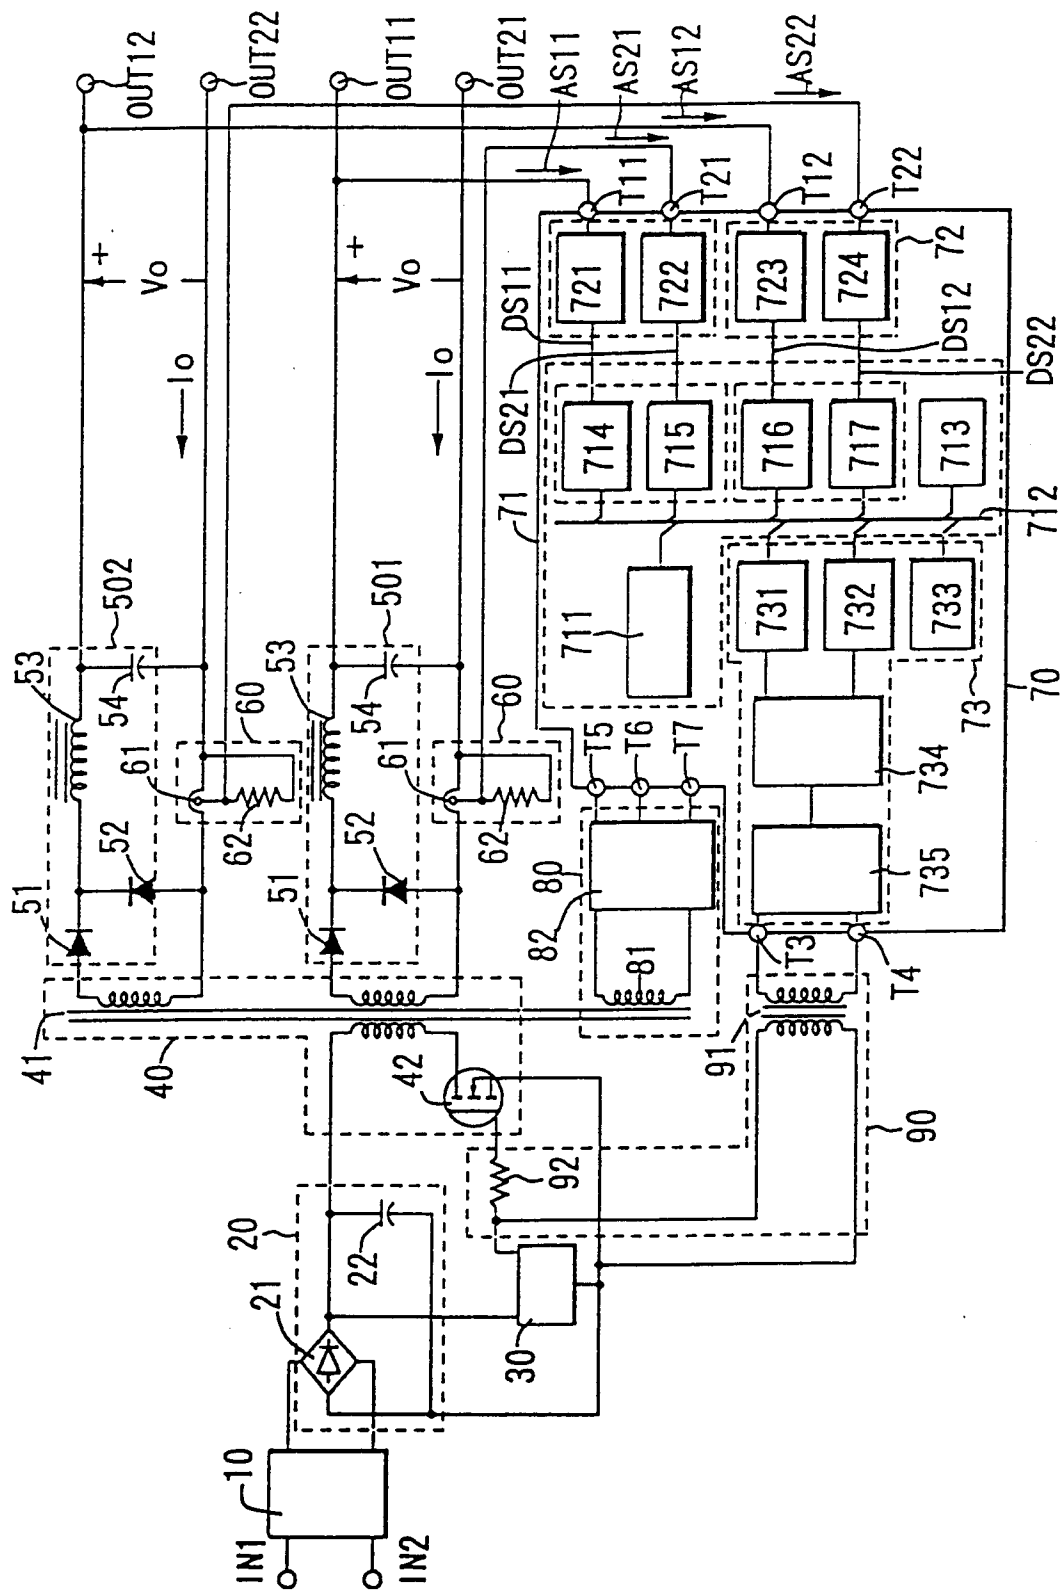 OUT12
OUT22
OUT11
OUT21
AS11
AS21
AS12
AS22
+
Vo
Io
+
Vo
Io
502
53
54
51
52
61
60
62
501
53
54
51
52
61
60
62
41
40
42
20
21
22
10
IN1
IN2
30
92
90
91
80
81
82
T5
T6
T7
T3
T4
T11
T21
T12
T22
71
72
721
722
723
724
DS11
DS21
DS12
DS22
714
715
716
717
713
712
711
731
732
733
73
734
735
70